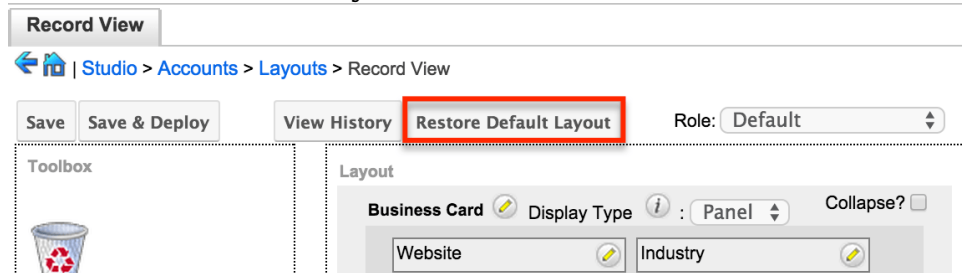 Record View
| Studio > Accounts > Layouts > Record View
Save Save & Deploy View History Restore Default Layout Role: Default
Toolbox
Layout
Business Card Display Type i : Panel Collapse?
Website Industry